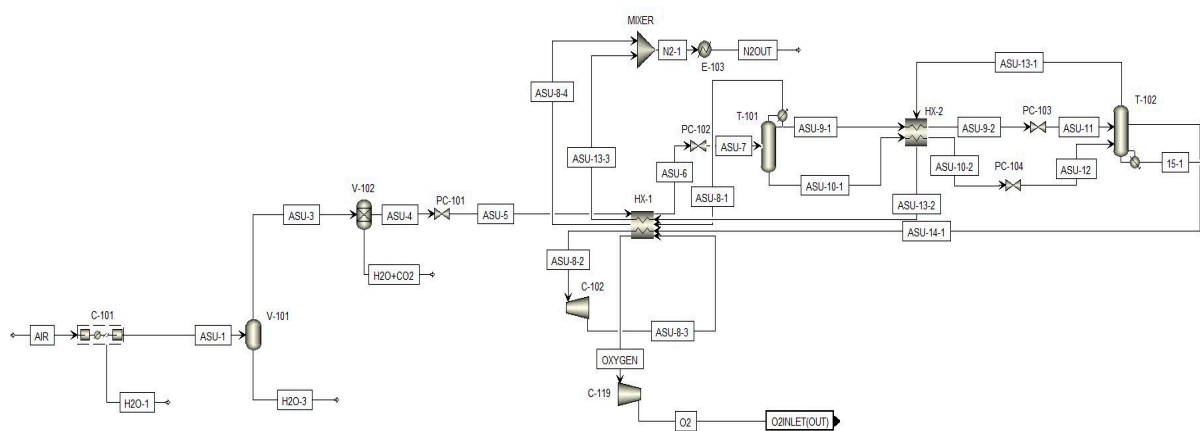 MIXER
N2-1
N2OUT
E-103
ASU-13-1
ASU-8-4
HX-2
T-102
T-101
PC-103
PC-102
ASU-9-1
ASU-9-2
ASU-11
ASU-7
ASU-13-3
ASU-6
PC-104
ASU-12
15-1
V-102
ASU-10-2
ASU-10-1
ASU-8-1
PC-101
HX-1
ASU-13-2
ASU-3
ASU-4
ASU-5
ASU-14-1
ASU-8-2
H2O+CO2
C-102
C-101
V-101
AIR
ASU-1
ASU-8-3
OXYGEN
C-119
H2O-1
H2O-3
O2
O2INLET(OUT)